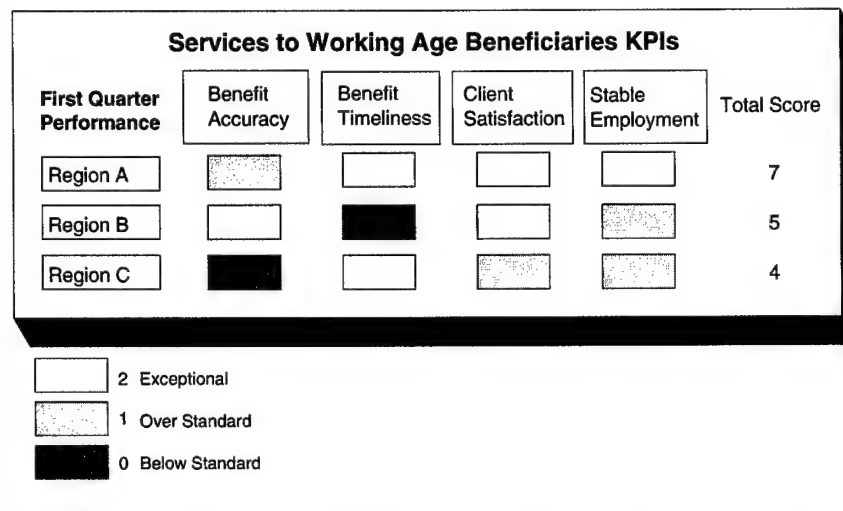 Services to Working Age Beneficiaries KPIs
First Quarter
Performance
Benefit
Accuracy
Benefit
Timeliness
Client
Satisfaction
Stable
Employment
Total Score
Region A
7
Region B
5
Region C
4
2 Exceptional
1 Over Standard
0 Below Standard